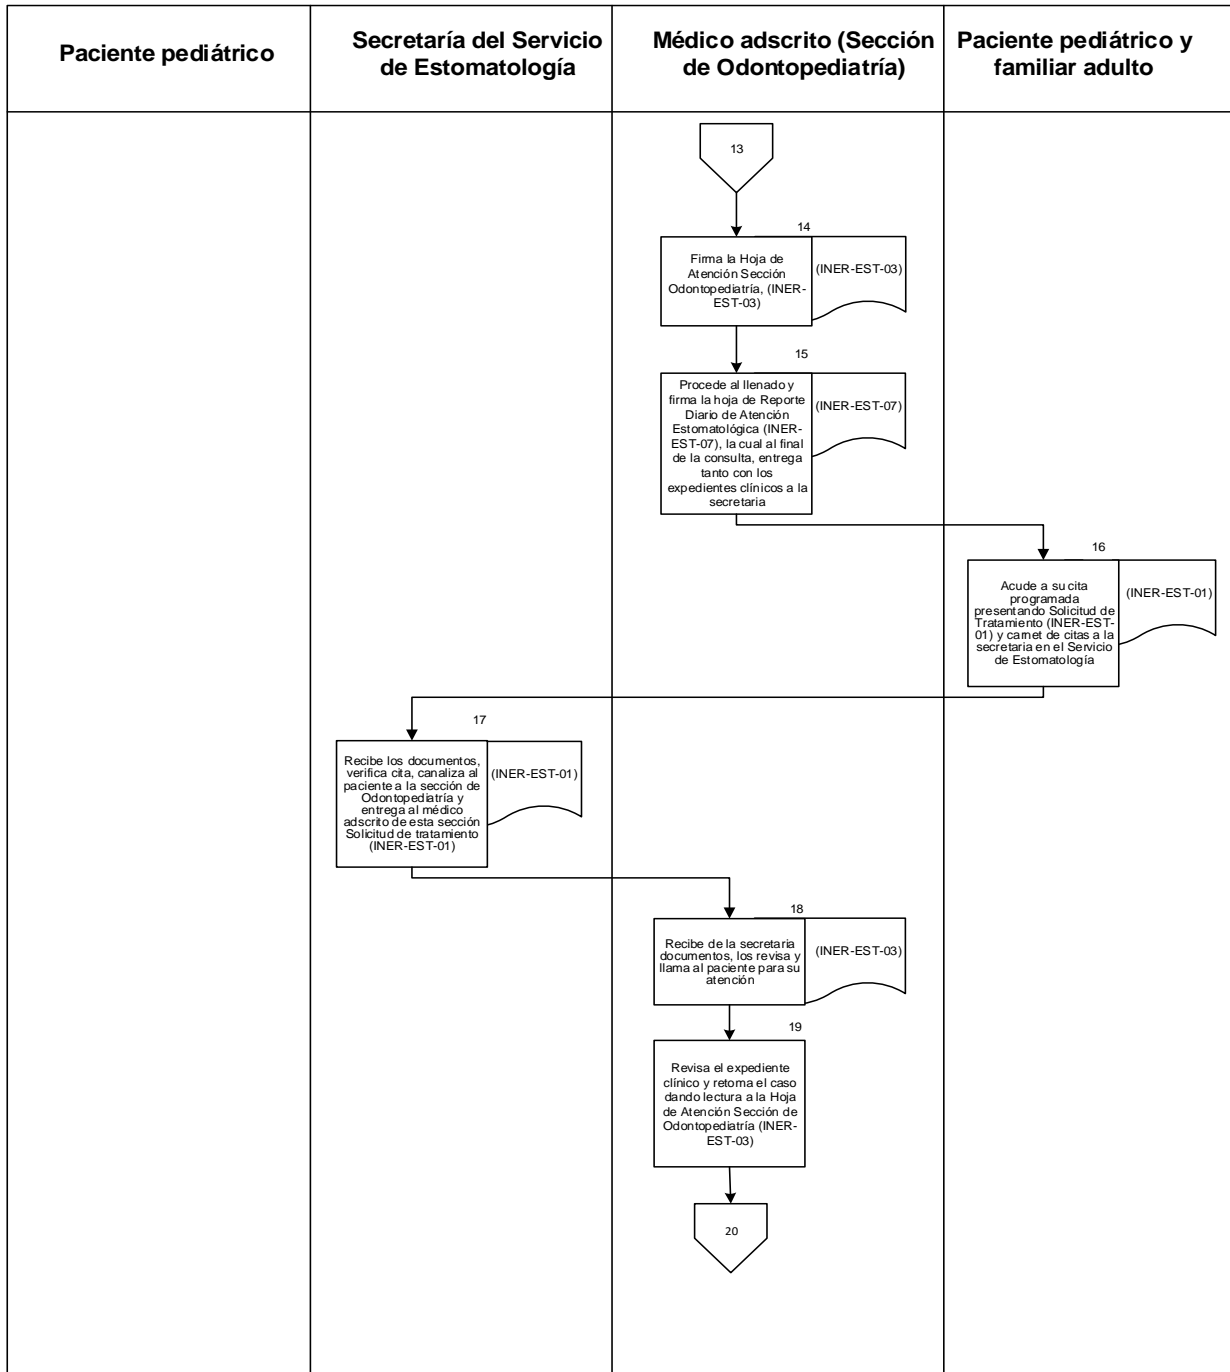 Paciente pediátrico
Secretaría del Servicio
de Estomatología
Médico adscrito (Sección
de Odontopediatría)
Paciente pediátrico y
familiar adulto
13
14
Firma la Hoja de
Atención Sección
Odontopediatría, (INER-
EST-03)
(INER-EST-03)
15
Procede al llenado y
firma la hoja de Reporte
Diario de Atención
Estomatológica (INER-
EST-07), la cual al final
de la consulta, entrega
tanto con los
expedientes clínicos a la
secretaria
(INER-EST-07)
16
Acude a su cita
programada
presentando Solicitud de
Tratamiento (INER-EST-
01) y carnet de citas a la
secretaria en el Servicio
de Estomatología
(INER-EST-01)
17
Recibe los documentos,
verifica cita, canaliza al
paciente a la sección de
Odontopediatría y
entrega al médico
adscrito de esta sección
Solicitud de tratamiento
(INER-EST-01)
(INER-EST-01)
18
Recibe de la secretaria
documentos, los revisa y
llama al paciente para su
atención
(INER-EST-03)
19
Revisa el expediente
clínico y retoma el caso
dando lectura a la Hoja
de Atención Sección de
Odontopediatría (INER-
EST-03)
20